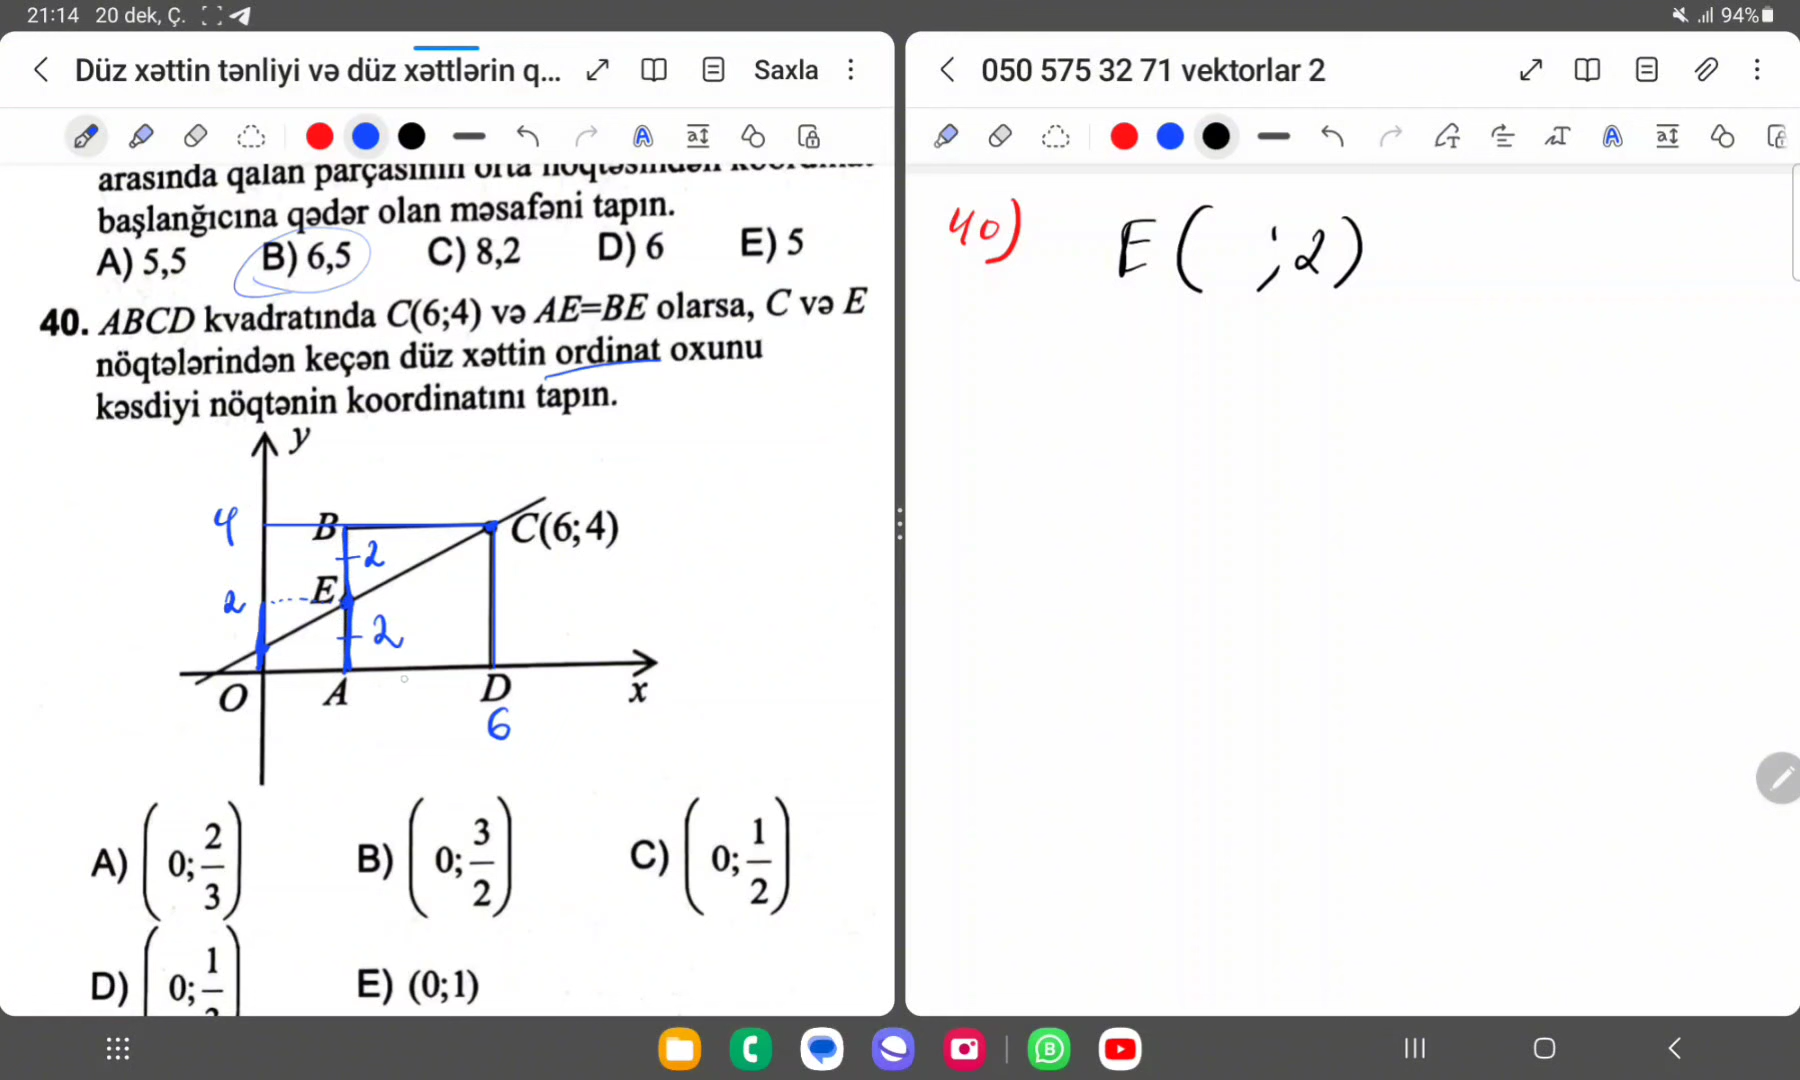 21:14 20 dek, Ç. 94%
Düz xəttin tənliyi və düz xəttlərin q... Saxla
arasında qalan parçasının orta nöqtəsindən
başlanğıcına qədər olan məsafəni tapın.
A) 5,5 B) 6,5 C) 8,2 D) 6 E) 5
40. ABCD kvadratında C(6;4) və AE=BE olarsa, C və E
nöqtələrindən keçən düz xəttin ordinat oxunu
kəsdiyi nöqtənin koordinatını tapın.
y
4 B C(6;4)
2
2 E
2
O A D x
6
A) (0; 2/3) B) (0; 3/2) C) (0; 1/2)
D) (0; 1/ E) (0;1)
050 575 32 71 vektorlar 2
40) E( ;2)